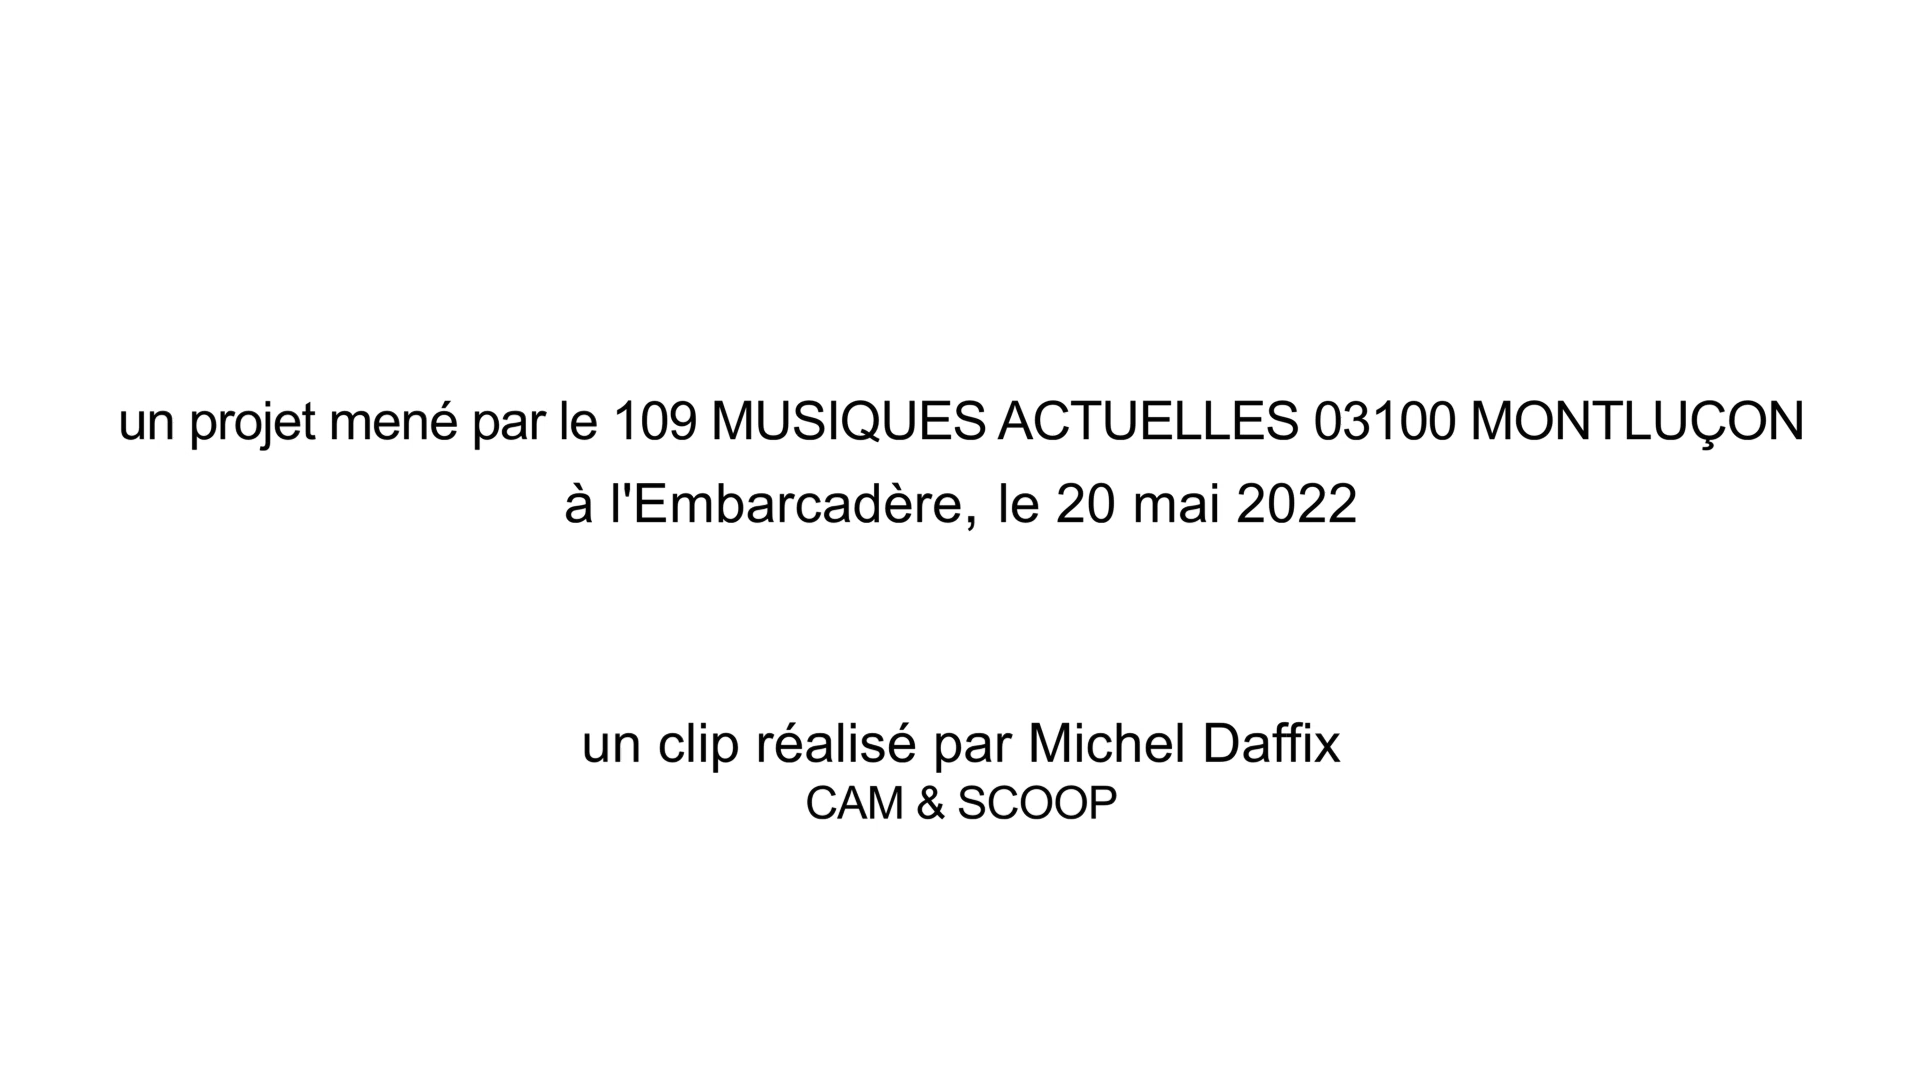 un projet mené par le 109 MUSIQUES ACTUELLES 03100 MONTLUÇON
à l'Embarcadère, le 20 mai 2022
un clip réalisé par Michel Daffix
CAM & SCOOP